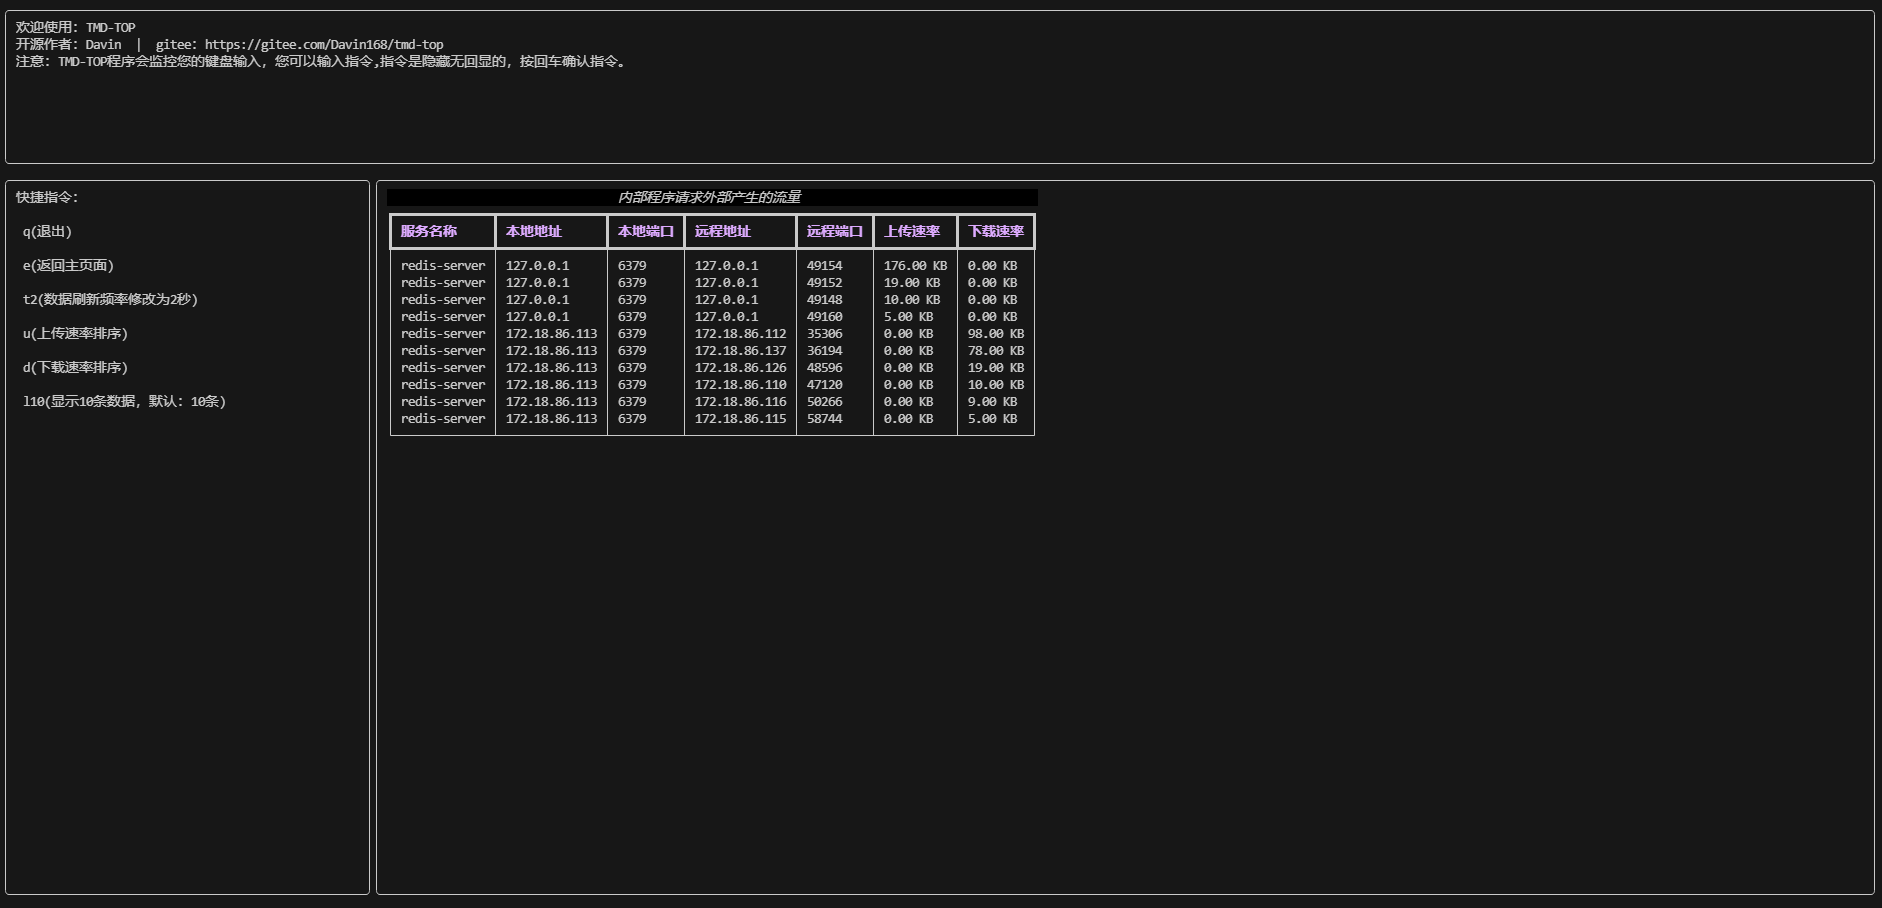 欢迎使用: TMD-TOP
开源作者: Davin | gitee: https://gitee.com/Davin168/tmd-top
注意: TMD-TOP程序会监控您的键盘输入, 您可以输入指令,指令是隐藏无回显的, 按回车确认指令。
快捷指令:
q(退出)
e(返回主页面)
t2(数据刷新频率修改为2秒)
u(上传速率排序)
d(下载速率排序)
l10(显示10条数据, 默认: 10条)
内部程序请求外部产生的流量
服务名称 本地地址 本地端口 远程地址 远程端口 上传速率 下载速率
redis-server 127.0.0.1 6379 127.0.0.1 49154 176.00 KB 0.00 KB
redis-server 127.0.0.1 6379 127.0.0.1 49152 19.00 KB 0.00 KB
redis-server 127.0.0.1 6379 127.0.0.1 49148 10.00 KB 0.00 KB
redis-server 127.0.0.1 6379 127.0.0.1 49160 5.00 KB 0.00 KB
redis-server 172.18.86.113 6379 172.18.86.112 35306 0.00 KB 98.00 KB
redis-server 172.18.86.113 6379 172.18.86.137 36194 0.00 KB 78.00 KB
redis-server 172.18.86.113 6379 172.18.86.126 48596 0.00 KB 19.00 KB
redis-server 172.18.86.113 6379 172.18.86.110 47120 0.00 KB 10.00 KB
redis-server 172.18.86.113 6379 172.18.86.116 50266 0.00 KB 9.00 KB
redis-server 172.18.86.113 6379 172.18.86.115 58744 0.00 KB 5.00 KB